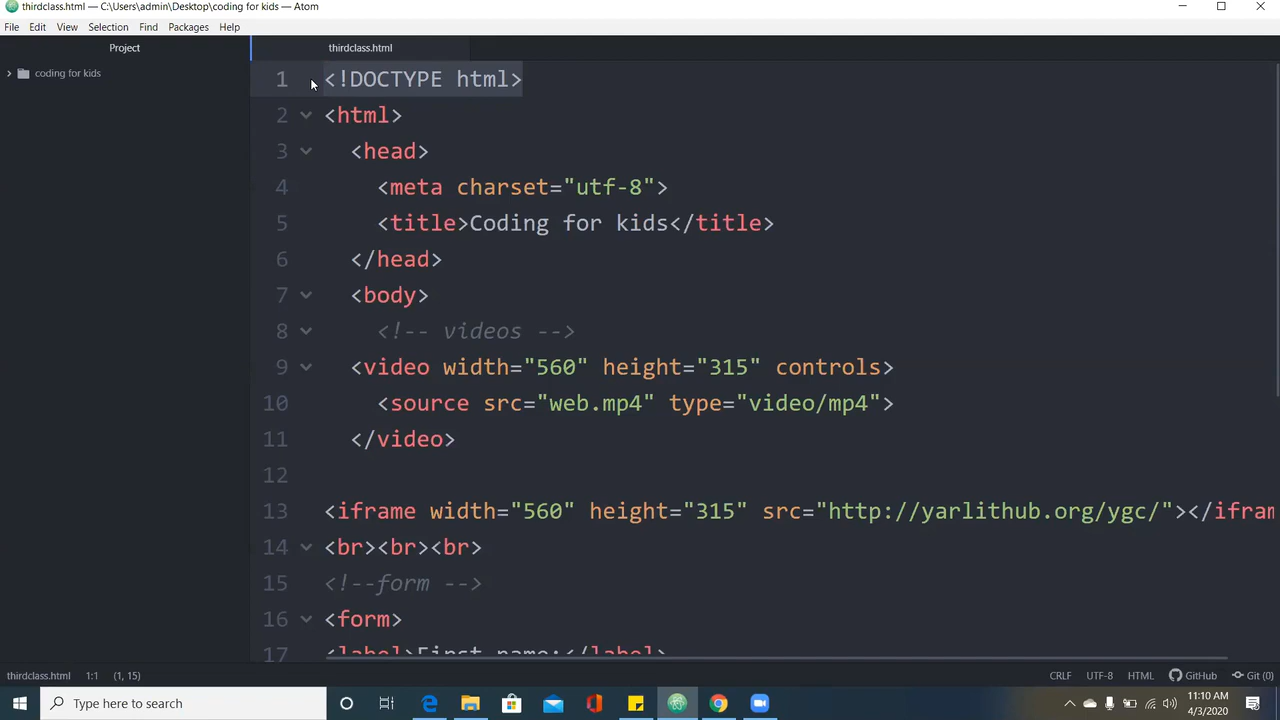 thirdclass.html — C:\Users\admin\Desktop\coding for kids — Atom
File Edit View Selection Find Packages Help
Project
thirdclass.html
coding for kids
1 <!DOCTYPE html>
2 <html>
3 <head>
4 <meta charset="utf-8">
5 <title>Coding for kids</title>
6 </head>
7 <body>
8 <!-- videos -->
9 <video width="560" height="315" controls>
10 <source src="web.mp4" type="video/mp4">
11 </video>
12
13 <iframe width="560" height="315" src="http://yarlithub.org/ygc/"></ifram
14 <br><br><br>
15 <!--form -->
16 <form>
17 <label>First name:</label>
thirdclass.html 1:1 (1, 15) CRLF UTF-8 HTML GitHub Git (0)
Type here to search
11:10 AM
4/3/2020